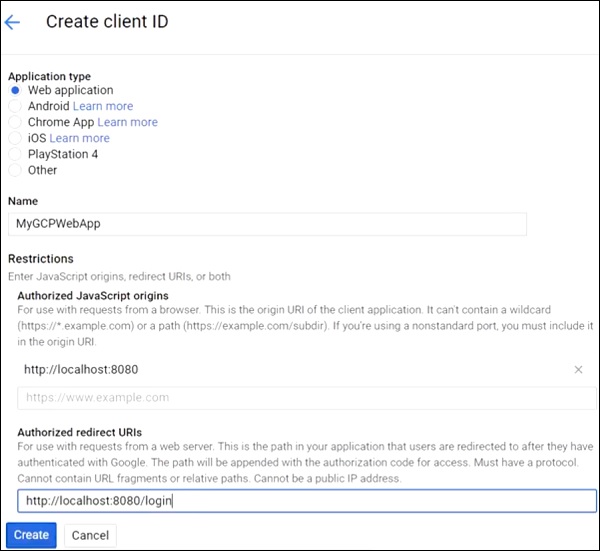 Create client ID
Application type
Web application
Android Learn more
Chrome App Learn more
iOS Learn more
PlayStation 4
Other
Name
MyGCPWebApp
Restrictions
Enter JavaScript origins, redirect URIs, or both
Authorized JavaScript origins
For use with requests from a browser. This is the origin URI of the client application. It can't contain a wildcard
(https://*.example.com) or a path (https://example.com/subdir). If you're using a nonstandard port, you must include it
in the origin URI.
http://localhost:8080
https://www.example.com
Authorized redirect URIs
For use with requests from a web server. This is the path in your application that users are redirected to after they have
authenticated with Google. The path will be appended with the authorization code for access. Must have a protocol.
Cannot contain URL fragments or relative paths. Cannot be a public IP address.
http://localhost:8080/login
Create Cancel